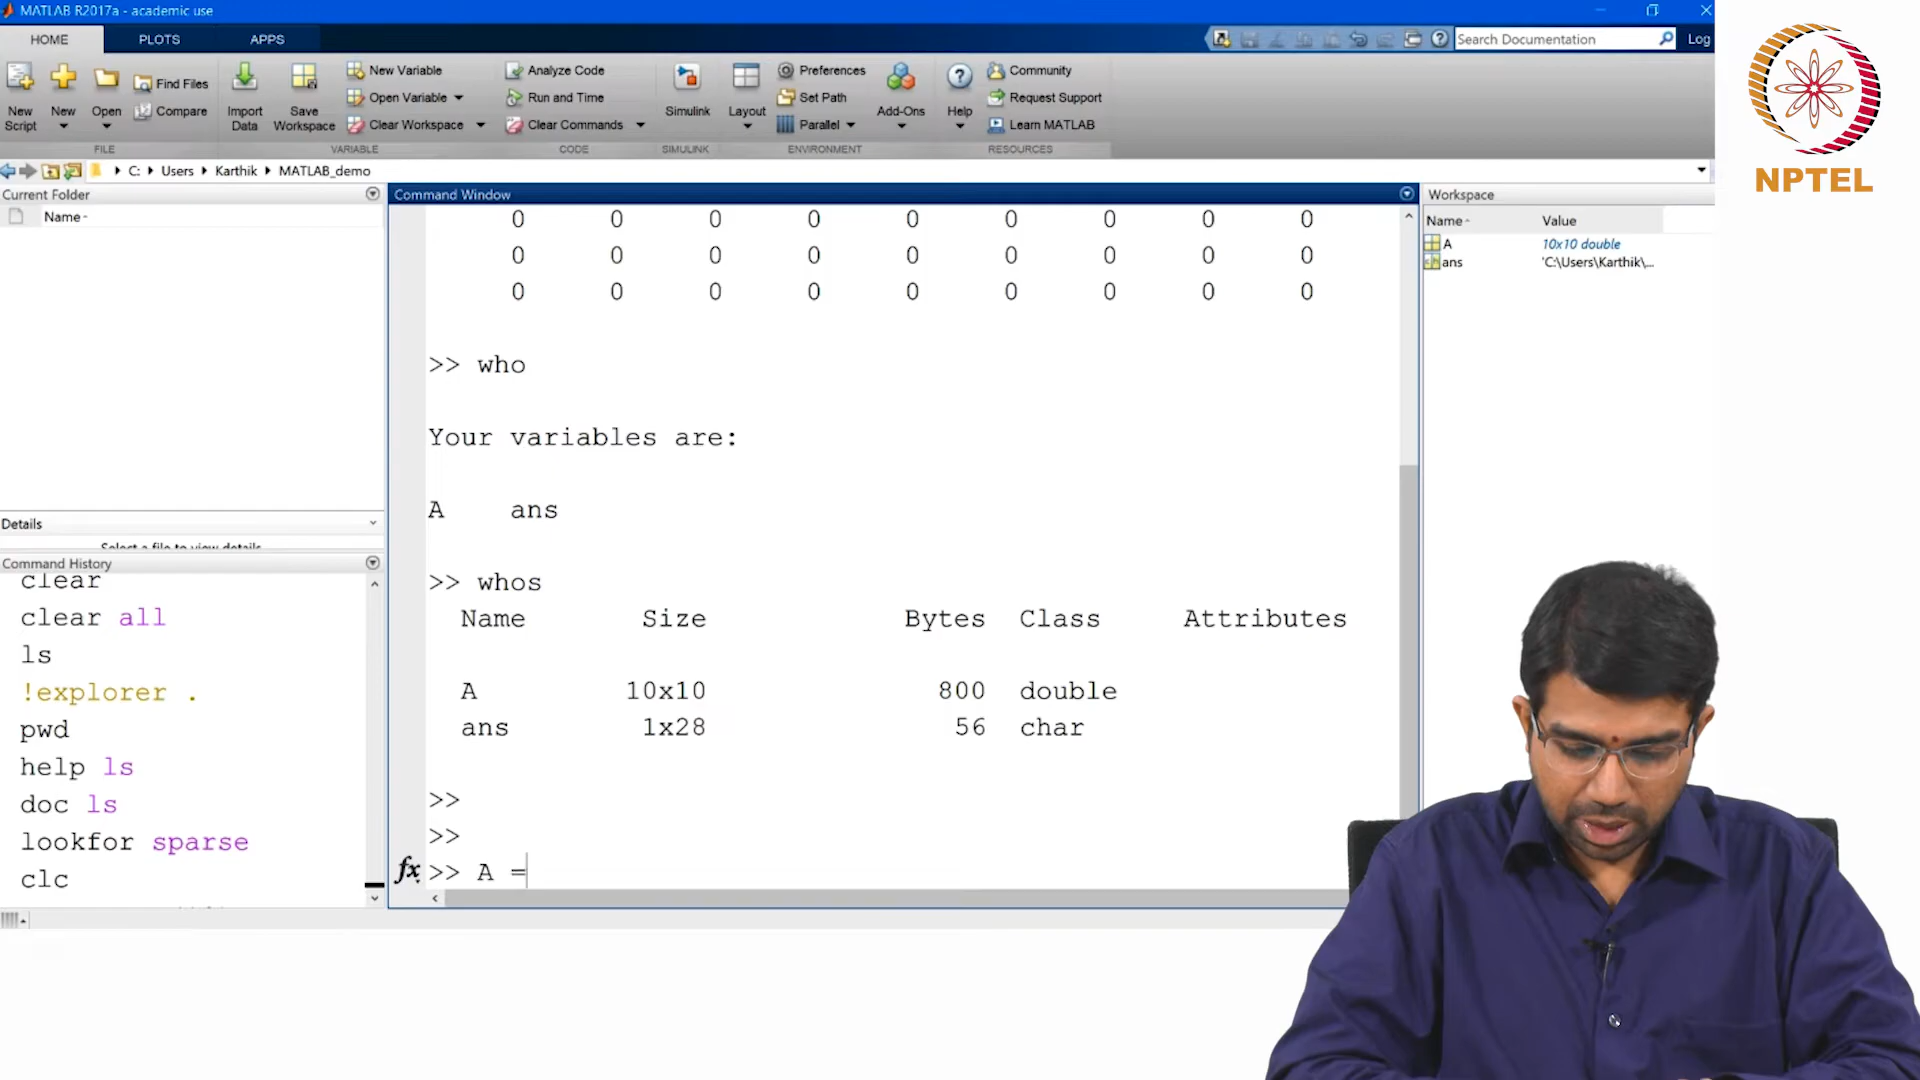 MATLAB R2017a - academic use
HOME PLOTS APPS
Search Documentation
Log
New Script
New
Open
Find Files
Compare
Import Data
Save Workspace
New Variable
Open Variable
Clear Workspace
Analyze Code
Run and Time
Clear Commands
Simulink
Layout
Preferences
Set Path
Parallel
Add-Ons
Help
Community
Request Support
Learn MATLAB
FILE VARIABLE CODE SIMULINK ENVIRONMENT RESOURCES
NPTEL
C: Users Karthik MATLAB_demo
Current Folder
Name
Details
Select a file to view details
Command History
clear
clear all
ls
!explorer .
pwd
help ls
doc ls
lookfor sparse
clc
Command Window
0 0 0 0 0 0 0 0 0
0 0 0 0 0 0 0 0 0
0 0 0 0 0 0 0 0 0
>> who
Your variables are:
A ans
>> whos
Name Size Bytes Class Attributes
A 10x10 800 double
ans 1x28 56 char
>>
>>
fx >> A =
Workspace
Name Value
A 10x10 double
ans 'C:\Users\Karthik\...